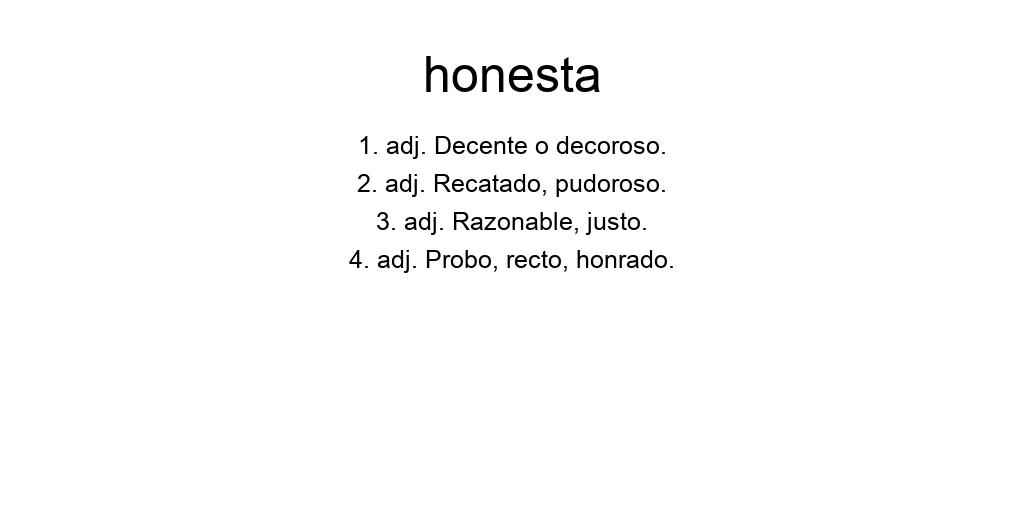 honesta
1. adj. Decente o decoroso.
2. adj. Recatado, pudoroso.
3. adj. Razonable, justo.
4. adj. Probo, recto, honrado.